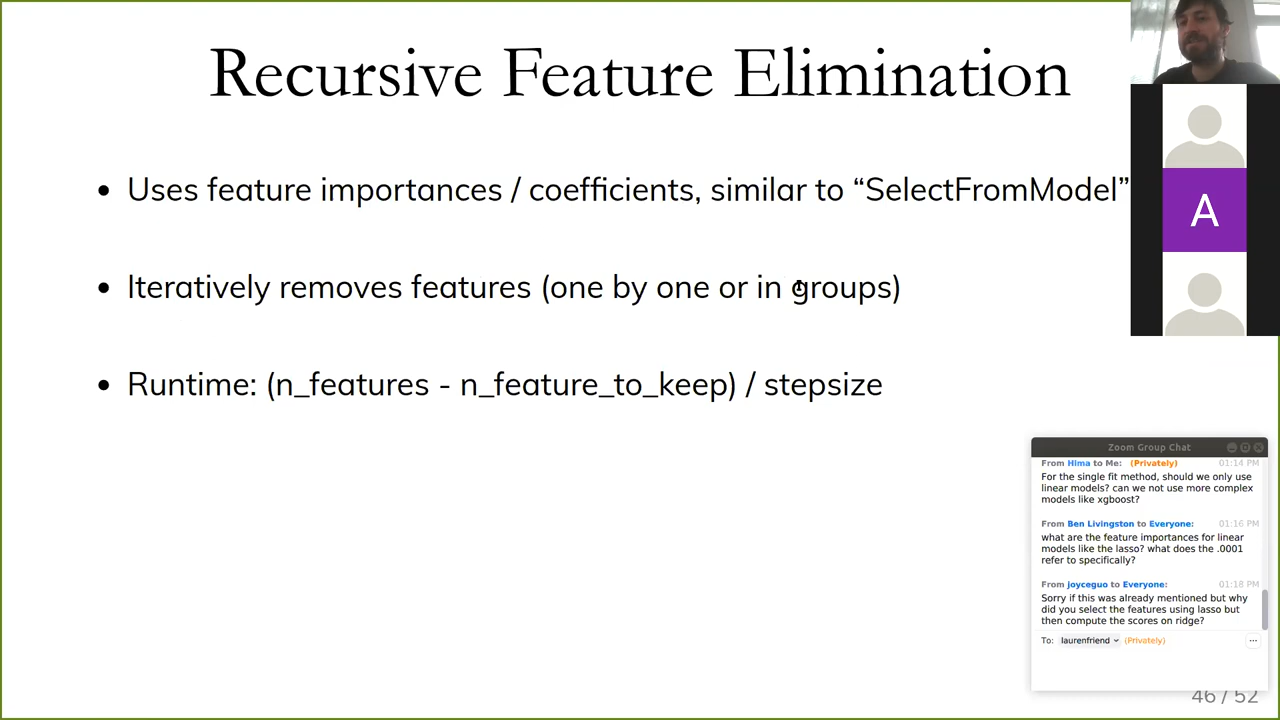 Recursive Feature Elimination
• Uses feature importances / coefficients, similar to “SelectFromModel”
• Iteratively removes features (one by one or in groups)
• Runtime: (n_features - n_feature_to_keep) / stepsize
A
Zoom Group Chat
From Hima to Me: (Privately) 01:14 PM
For the single fit method, should we only use
linear models? can we not use more complex
models like xgboost?
From Ben Livingston to Everyone: 01:16 PM
what are the feature importances for linear
models like the lasso? what does the .0001
refer to specifically?
From joyceguo to Everyone: 01:18 PM
Sorry if this was already mentioned but why
did you select the features using lasso but
then compute the scores on ridge?
To: laurenfriend (Privately) ...
46 / 52